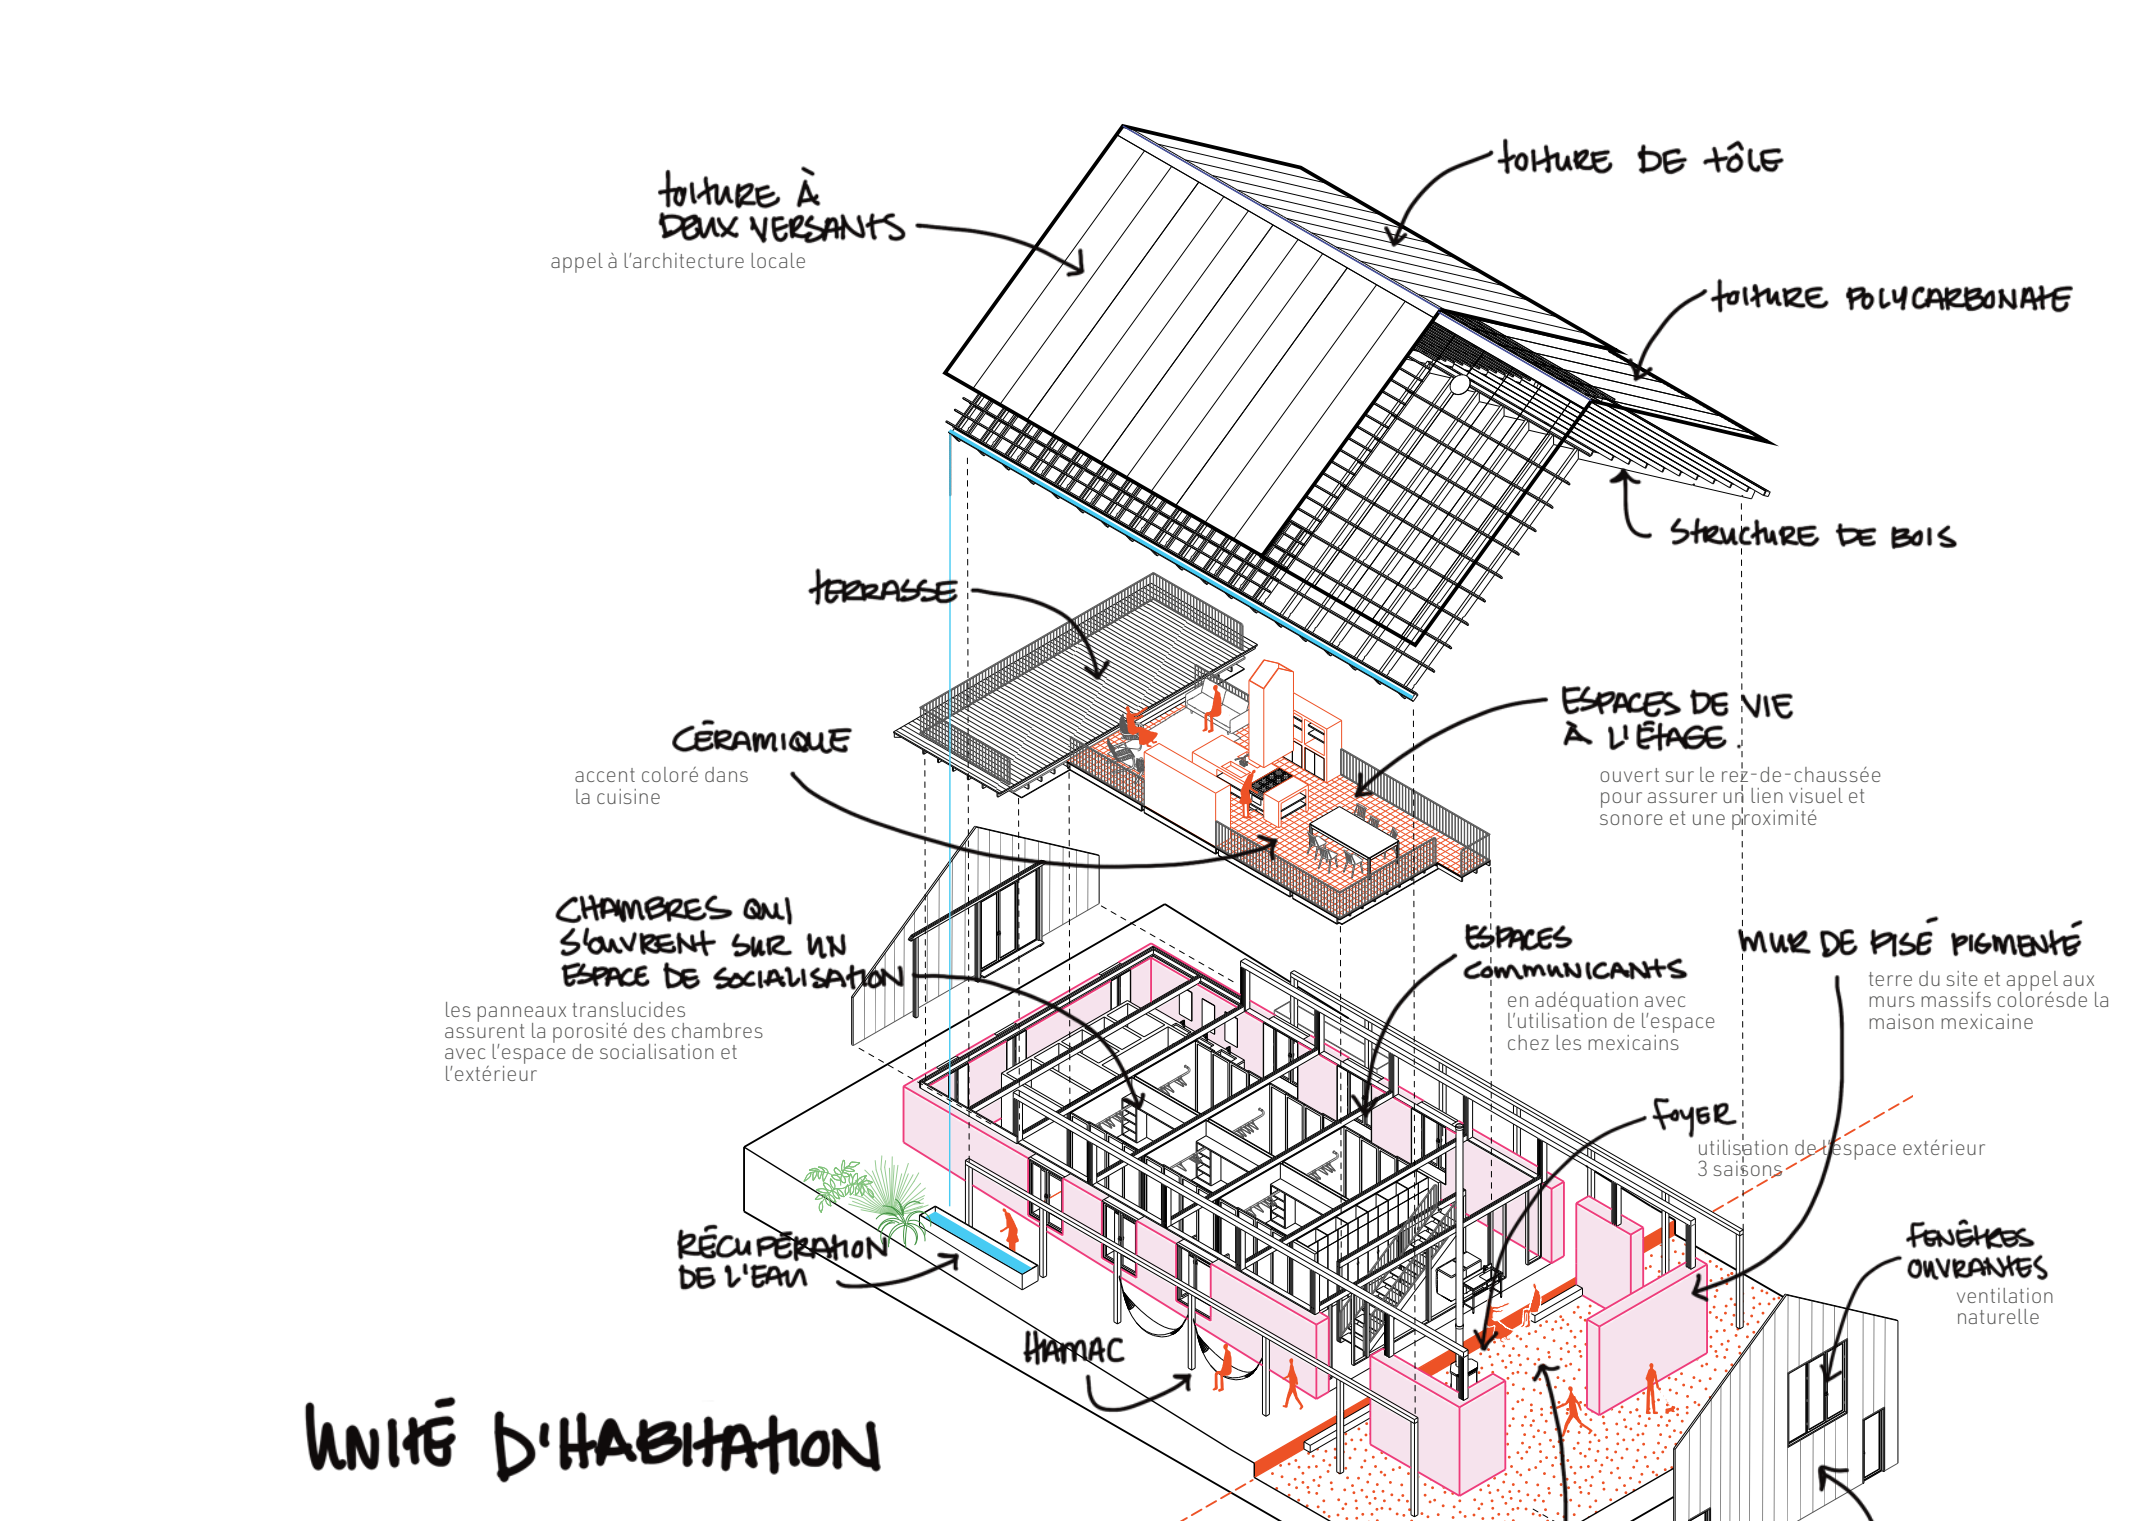 TOITURE DE TÔLE
TOITURE À
DEUX VERSANTS
appel à l'architecture locale
TOITURE POLYCARBONATE
STRUCTURE DE BOIS
TERRASSE
ESPACES DE VIE
À L'ÉTAGE.
ouvert sur le rez-de-chaussée
pour assurer un lien visuel et
sonore et une proximité
CÉRAMIQUE
accent coloré dans
la cuisine
CHAMBRES QUI
S'OUVRENT SUR UN
ESPACE DE SOCIALISATION
les panneaux translucides
assurent la porosité des chambres
avec l'espace de socialisation et
l'extérieur
ESPACES
COMMUNICANTS
en adéquation avec
l'utilisation de l'espace
chez les mexicains
MUR DE PISÉ PIGMENTÉ
terre du site et appel aux
murs massifs colorésde la
maison mexicaine
FOYER
utilisation de l'espace extérieur
3 saisons
RÉCUPÉRATION
DE L'EAU
FENÊTRES
OUVRANTES
ventilation
naturelle
HAMAC
UNITÉ D'HABITATION